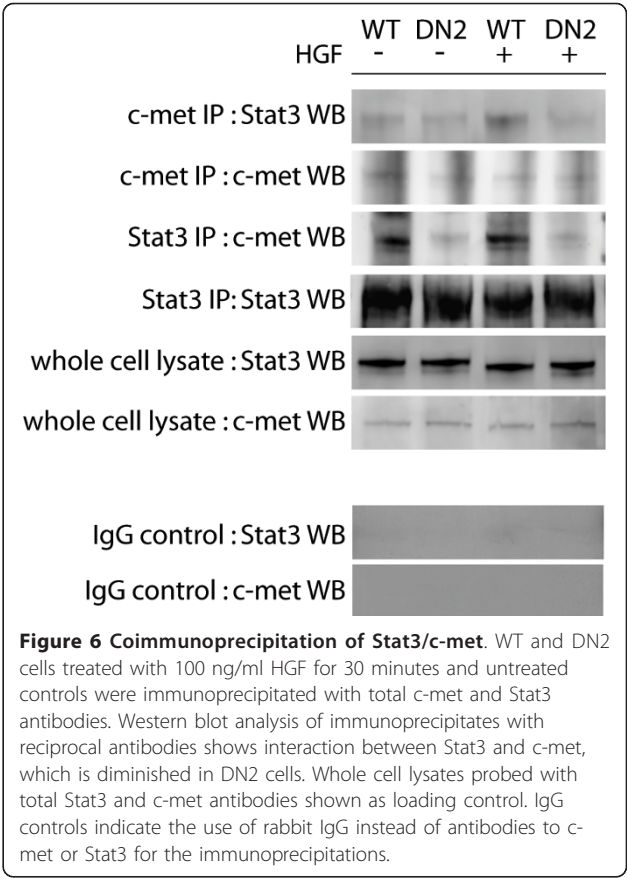 WT DN2 WT DN2
HGF - - + +
c-met IP : Stat3 WB
c-met IP : c-met WB
Stat3 IP : c-met WB
Stat3 IP: Stat3 WB
whole cell lysate : Stat3 WB
whole cell lysate : c-met WB
IgG control : Stat3 WB
IgG control : c-met WB
Figure 6 Coimmunoprecipitation of Stat3/c-met. WT and DN2
cells treated with 100 ng/ml HGF for 30 minutes and untreated
controls were immunoprecipitated with total c-met and Stat3
antibodies. Western blot analysis of immunoprecipitates with
reciprocal antibodies shows interaction between Stat3 and c-met,
which is diminished in DN2 cells. Whole cell lysates probed with
total Stat3 and c-met antibodies shown as loading control. IgG
controls indicate the use of rabbit IgG instead of antibodies to c-
met or Stat3 for the immunoprecipitations.